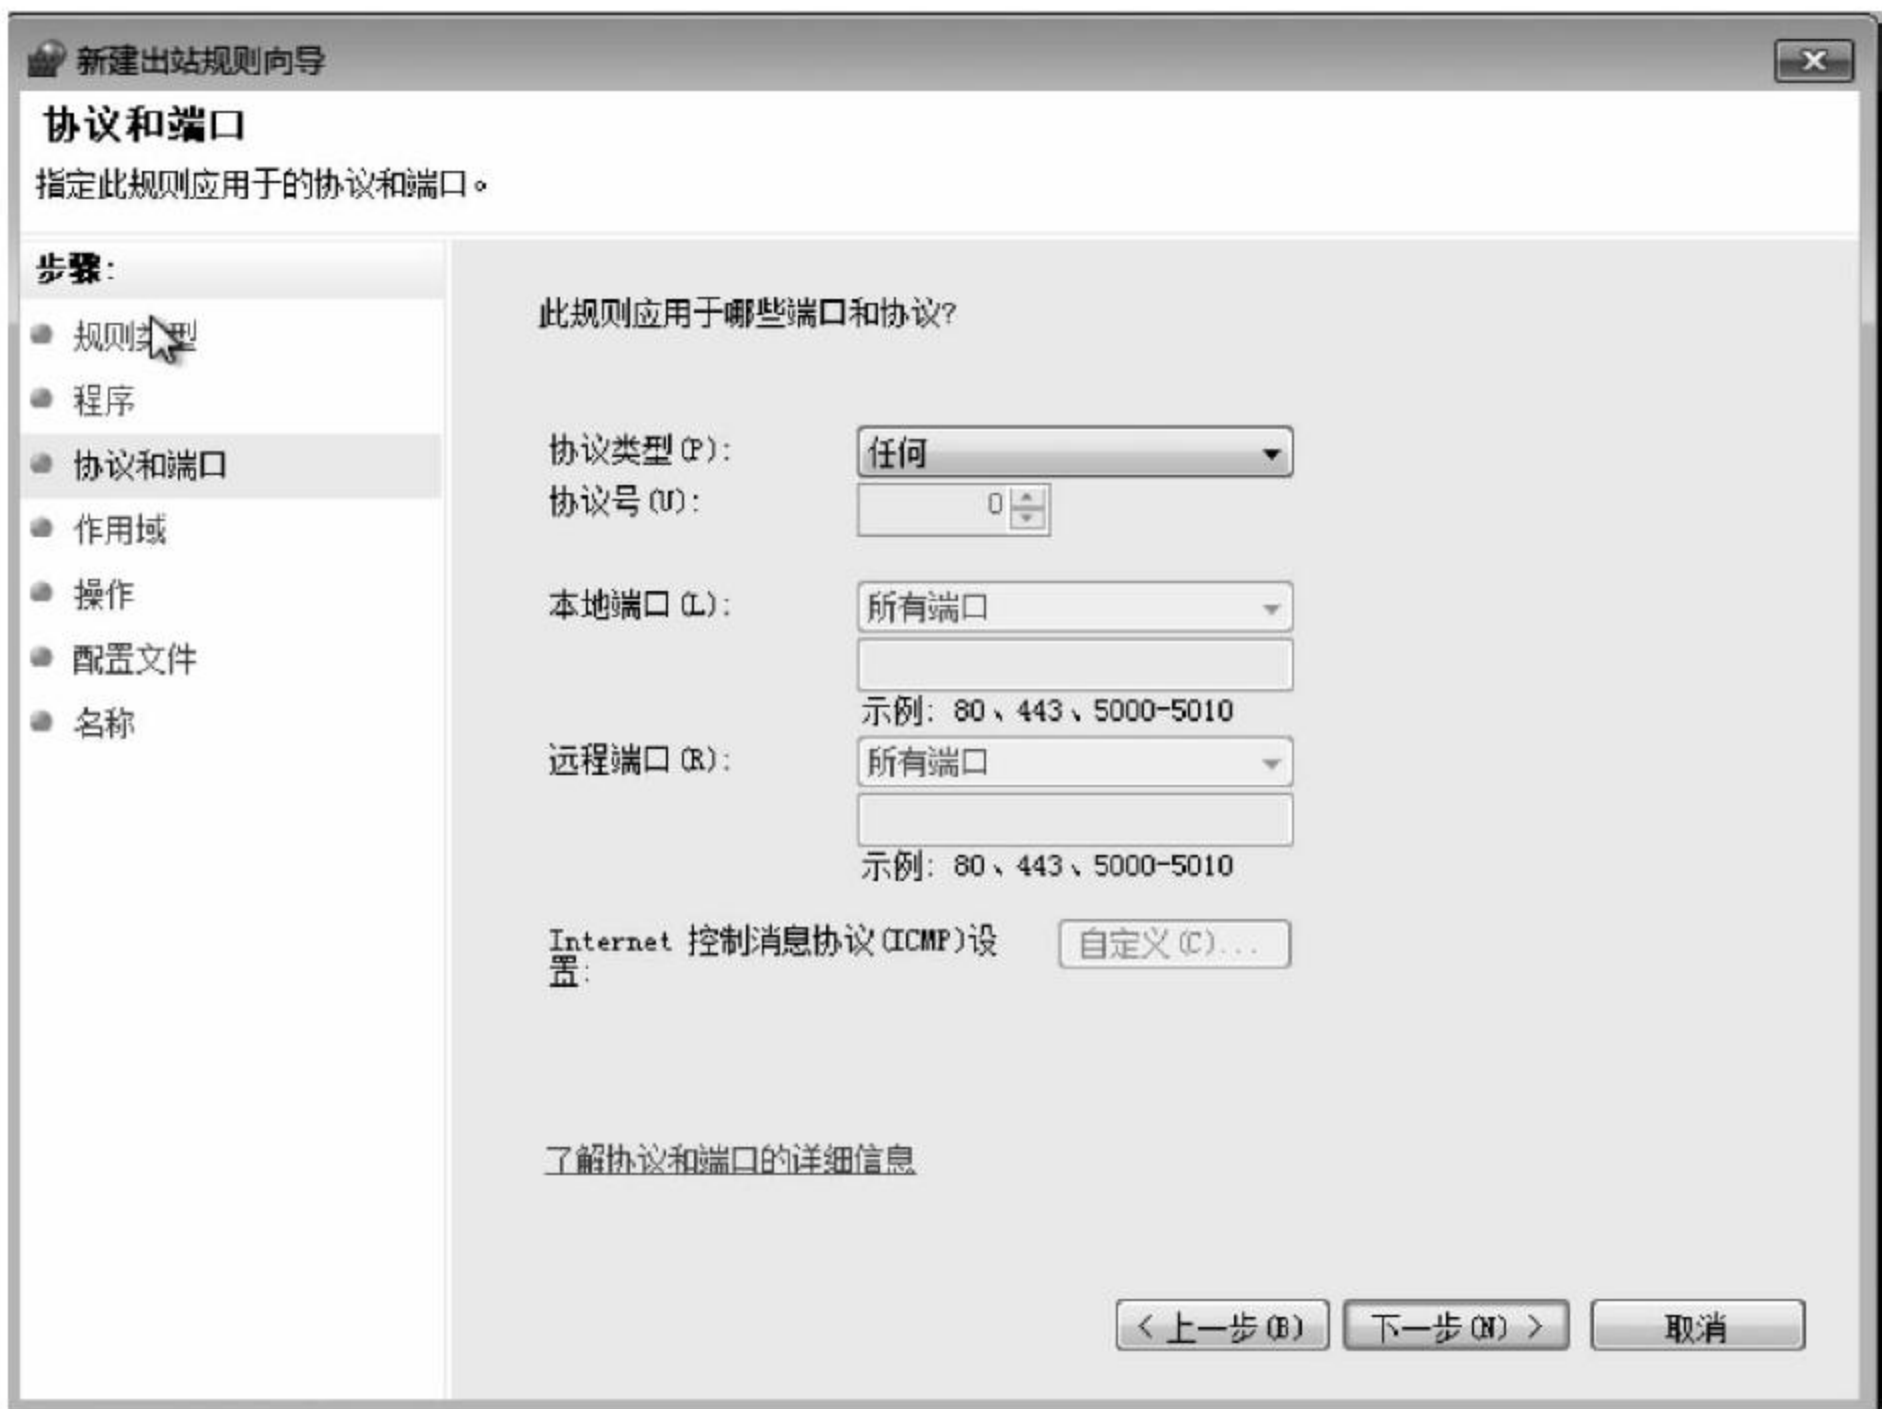 新建出站规则向导
协议和端口
指定此规则应用于的协议和端口。
步骤:
规则类型
程序
协议和端口
作用域
操作
配置文件
名称
此规则应用于哪些端口和协议?
协议类型(P): 任何
协议号(U): 0
本地端口(L): 所有端口
示例: 80、443、5000-5010
远程端口(R): 所有端口
示例: 80、443、5000-5010
Internet 控制消息协议(ICMP)设
置:
自定义(C)...
了解协议和端口的详细信息
< 上一步(B) 下一步(N) > 取消